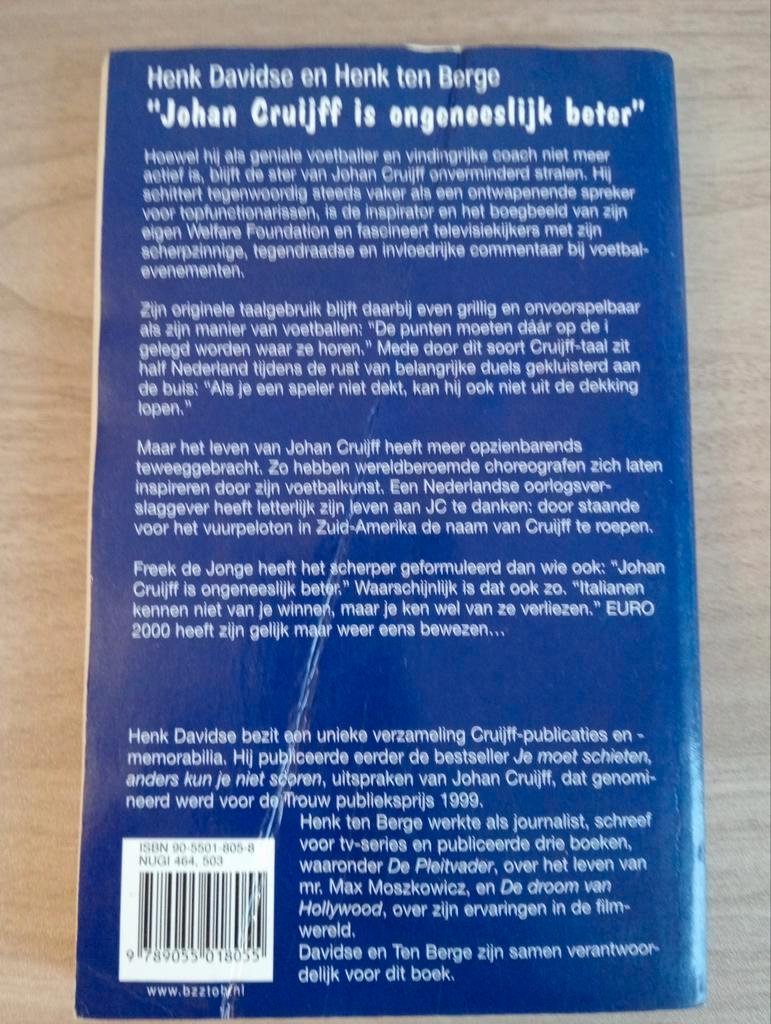 Henk Davidse en Henk ten Berge
"Johan Cruijff is ongeneeslijk beter"
Hoewel hij als geniale voetballer en vindingrijke coach niet meer
actief is, blijft de ster van Johan Cruijff onverminderd stralen. Hij
schittert tegenwoordig steeds vaker als een ontwapenende spreker
voor topfunctionarissen, is de inspirator en het boegbeeld van zijn
eigen Welfare Foundation en fascineert televisiekijkers met zijn
scherpzinnige, tegendraadse en invloedrijke commentaar bij voetbal-
evenementen.
Zijn originele taalgebruik blijft daarbij even grillig en onvoorspelbaar
als zijn manier van voetballen: "De punten moeten dáár op de i
gelegd worden waar ze horen." Mede door dit soort Cruijff-taal zit
half Nederland tijdens de rust van belangrijke duels gekluisterd aan
de buis: "Als je een speler niet dekt, kan hij ook niet uit de dekking
lopen."
Maar het leven van Johan Cruijff heeft meer opzienbarends
teweeggebracht. Zo hebben wereldberoemde choreografen zich laten
inspireren door zijn voetbalkunst. Een Nederlandse oorlogsver-
slaggever heeft letterlijk zijn leven aan JC te danken: door staande
voor het vuurpeloton in Zuid-Amerika de naam van Cruijff te roepen.
Freek de Jonge heeft het scherper geformuleerd dan wie ook: "Johan
Cruijff is ongeneeslijk beter." Waarschijnlijk is dat ook zo. "Italianen
kennen niet van je winnen, maar je ken wel van ze verliezen." EURO
2000 heeft zijn gelijk maar weer eens bewezen...
Henk Davidse bezit een unieke verzameling Cruijff-publicaties en -
memorabilia. Hij publiceerde eerder de bestseller Je moet schieten,
anders kun je niet scoren, uitspraken van Johan Cruijff, dat genomi-
neerd werd voor de Trouw publieksprijs 1999.
Henk ten Berge werkte als journalist, schreef
voor tv-series en publiceerde drie boeken,
waaronder De Pleitvader, over het leven van
mr. Max Moszkowicz, en De droom van
Hollywood, over zijn ervaringen in de film-
wereld.
Davidse en Ten Berge zijn samen verantwoor-
delijk voor dit boek.
ISBN 90-5501-805-8
NUGI 464, 503
9 789055 018055
www.bzztoh.nl